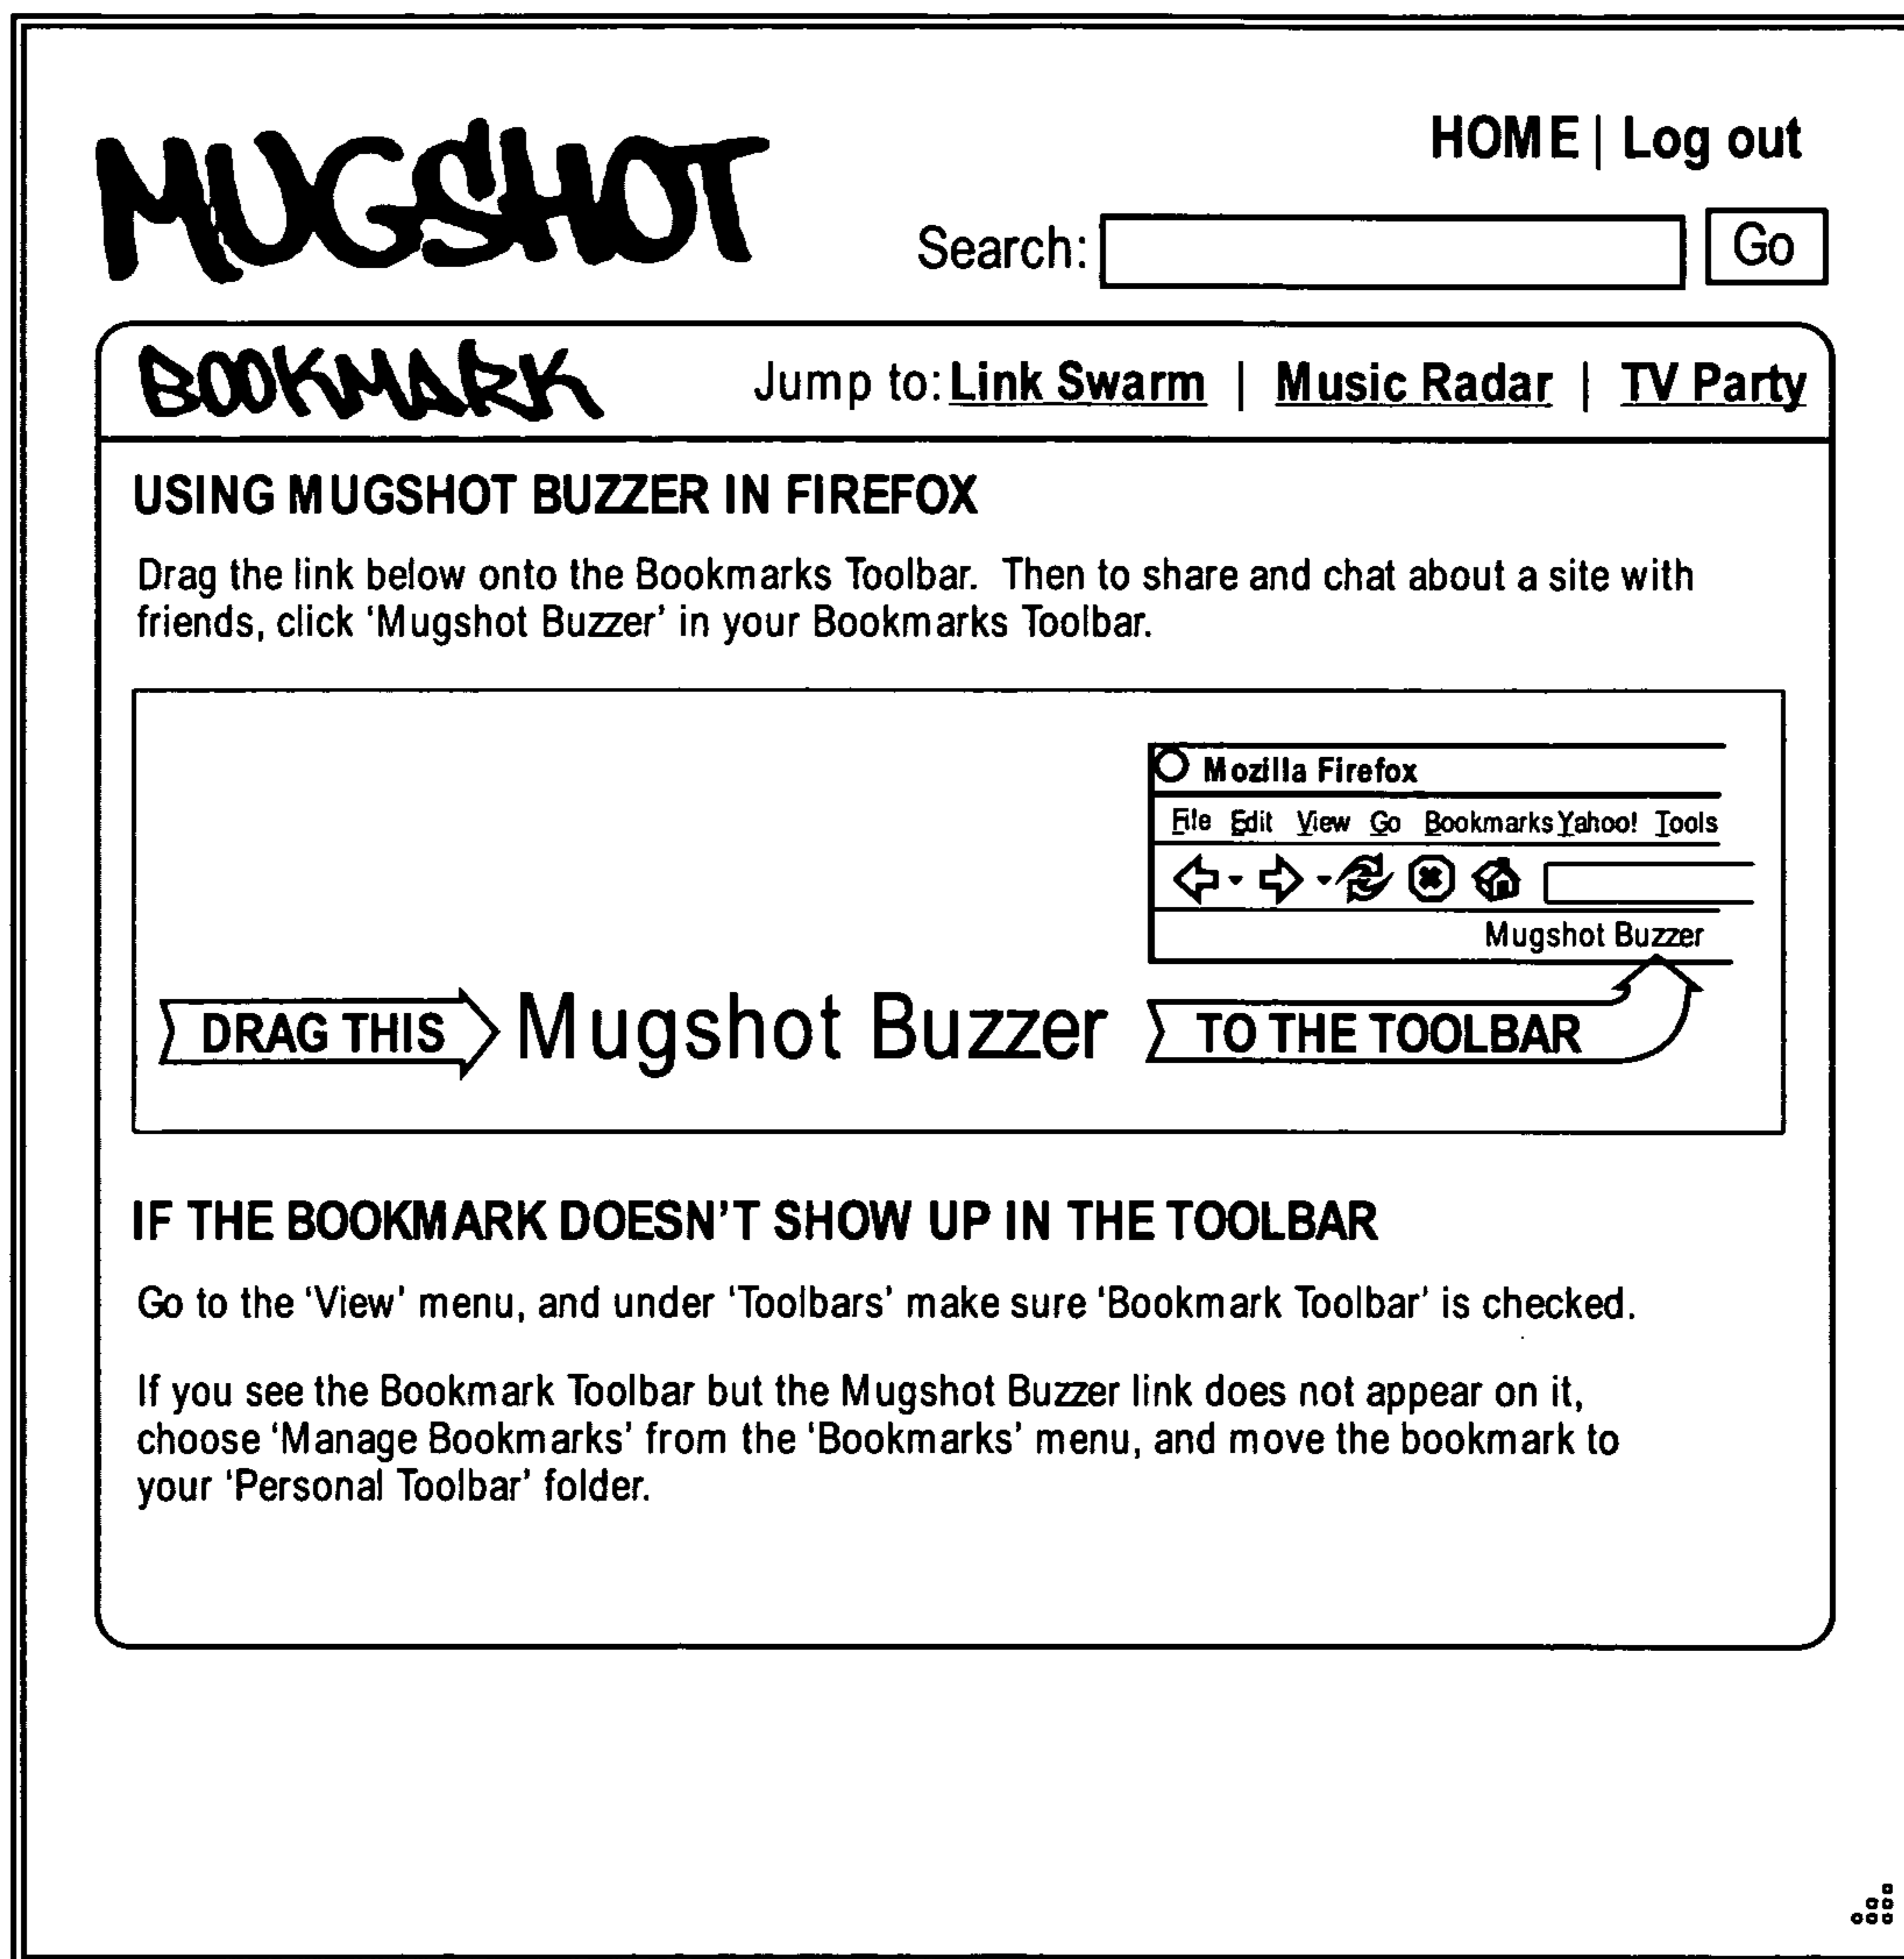 MUGSHOT
HOME | Log out
Search: Go
BOOKMARK
Jump to: Link Swarm | Music Radar | TV Party
USING MUGSHOT BUZZER IN FIREFOX
Drag the link below onto the Bookmarks Toolbar. Then to share and chat about a site with
friends, click 'Mugshot Buzzer' in your Bookmarks Toolbar.
Mozilla Firefox
File Edit View Go Bookmarks Yahoo! Tools
Mugshot Buzzer
DRAG THIS Mugshot Buzzer TO THE TOOLBAR
IF THE BOOKMARK DOESN'T SHOW UP IN THE TOOLBAR
Go to the 'View' menu, and under 'Toolbars' make sure 'Bookmark Toolbar' is checked.
If you see the Bookmark Toolbar but the Mugshot Buzzer link does not appear on it,
choose 'Manage Bookmarks' from the 'Bookmarks' menu, and move the bookmark to
your 'Personal Toolbar' folder.